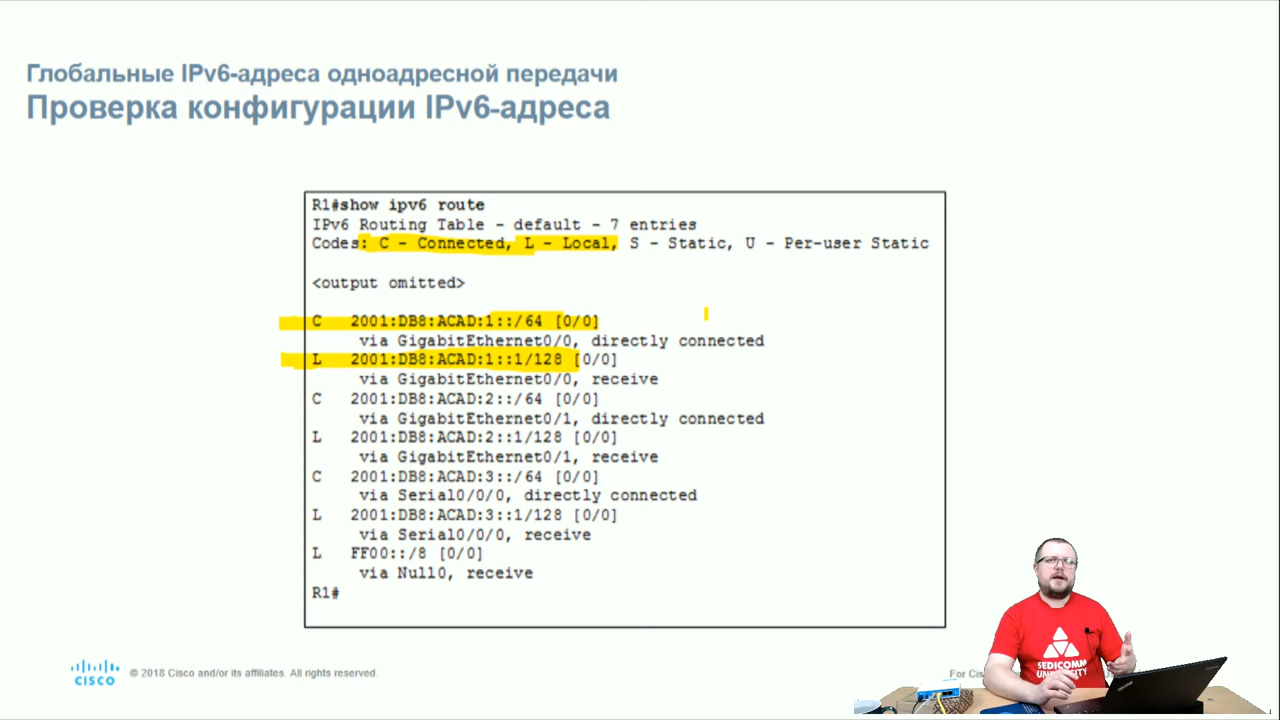 Глобальные IPv6-адреса одноадресной передачи
Проверка конфигурации IPv6-адреса
R1#show ipv6 route
IPv6 Routing Table - default - 7 entries
Codes: C - Connected, L - Local, S - Static, U - Per-user Static
<output omitted>
C 2001:DB8:ACAD:1::/64 [0/0]
via GigabitEthernet0/0, directly connected
L 2001:DB8:ACAD:1::1/128 [0/0]
via GigabitEthernet0/0, receive
C 2001:DB8:ACAD:2::/64 [0/0]
via GigabitEthernet0/1, directly connected
L 2001:DB8:ACAD:2::1/128 [0/0]
via GigabitEthernet0/1, receive
C 2001:DB8:ACAD:3::/64 [0/0]
via Serial0/0/0, directly connected
L 2001:DB8:ACAD:3::1/128 [0/0]
via Serial0/0/0, receive
L FF00::/8 [0/0]
via Null0, receive
R1#
SEDICOMM
UNIVERSITY
CISCO
© 2018 Cisco and/or its affiliates. All rights reserved.
For